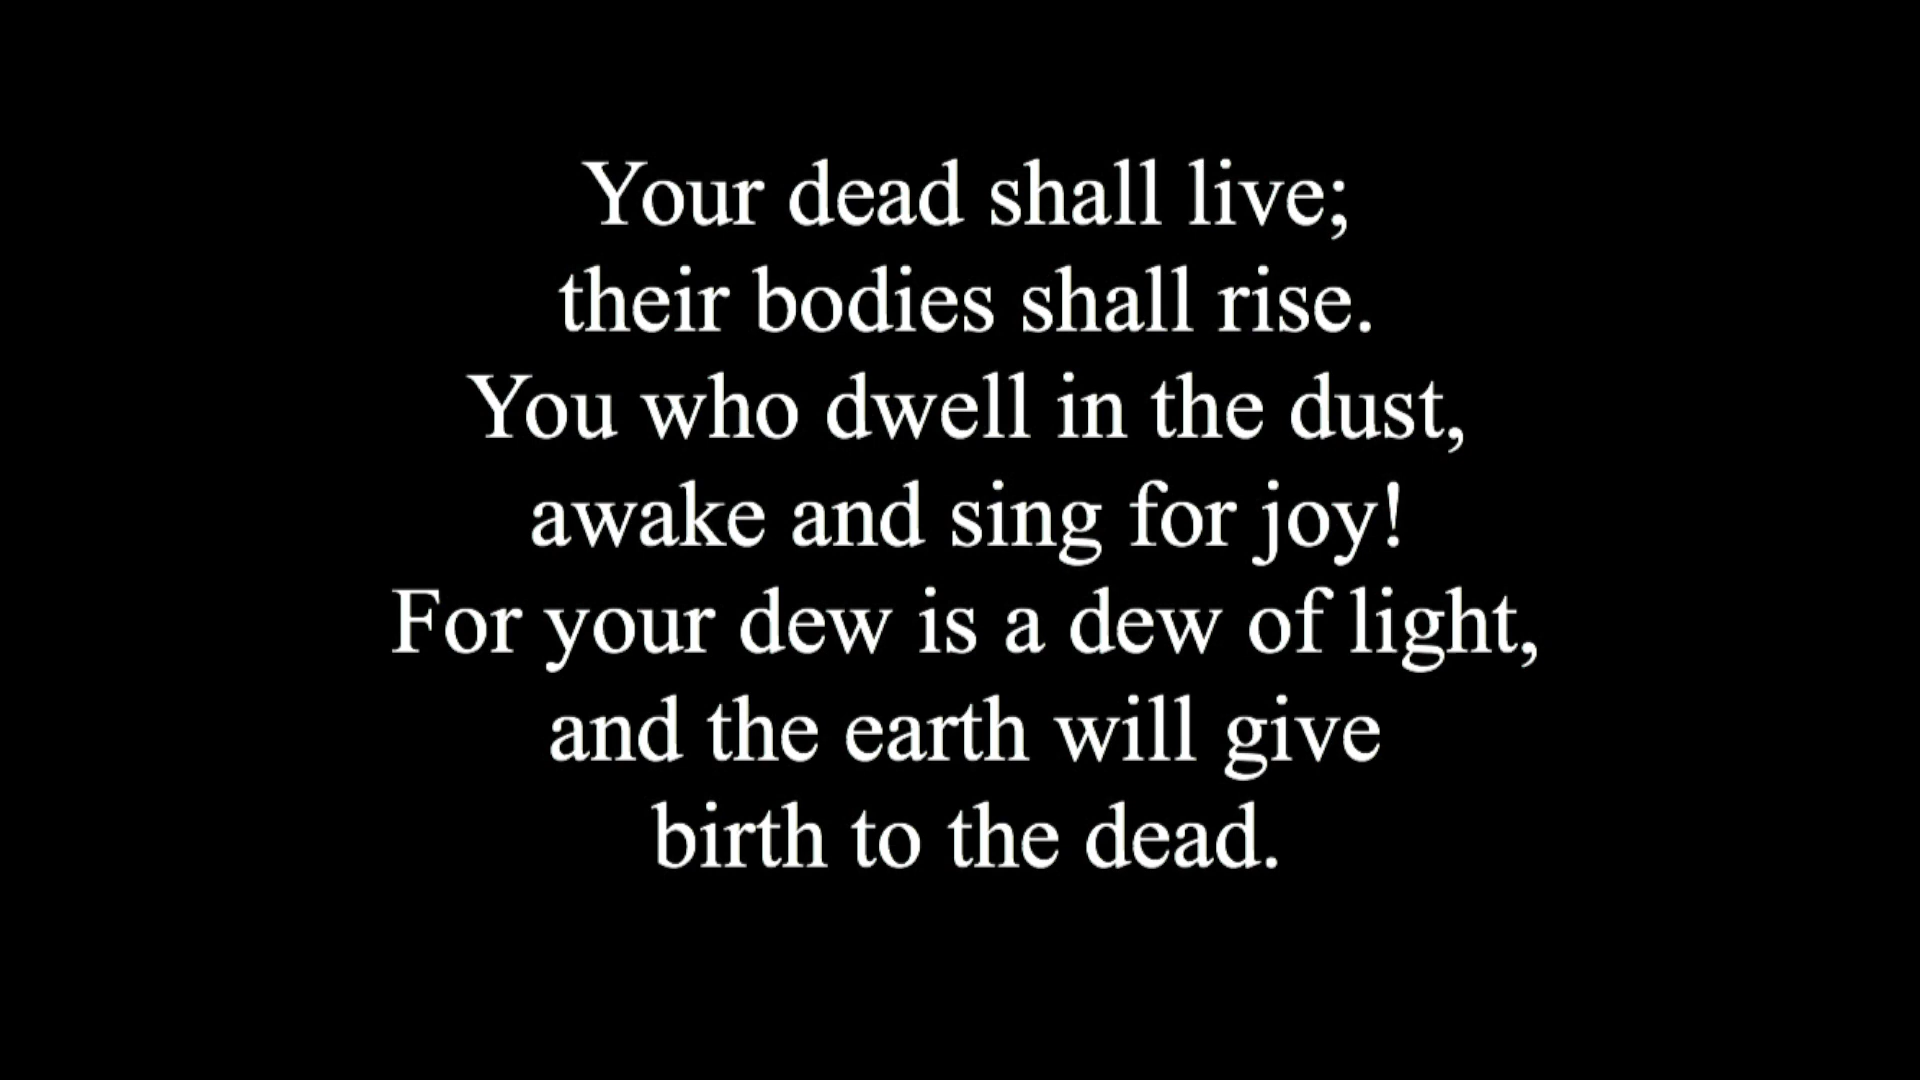 Your dead shall live;
their bodies shall rise.
You who dwell in the dust,
awake and sing for joy!
For your dew is a dew of light,
and the earth will give
birth to the dead.